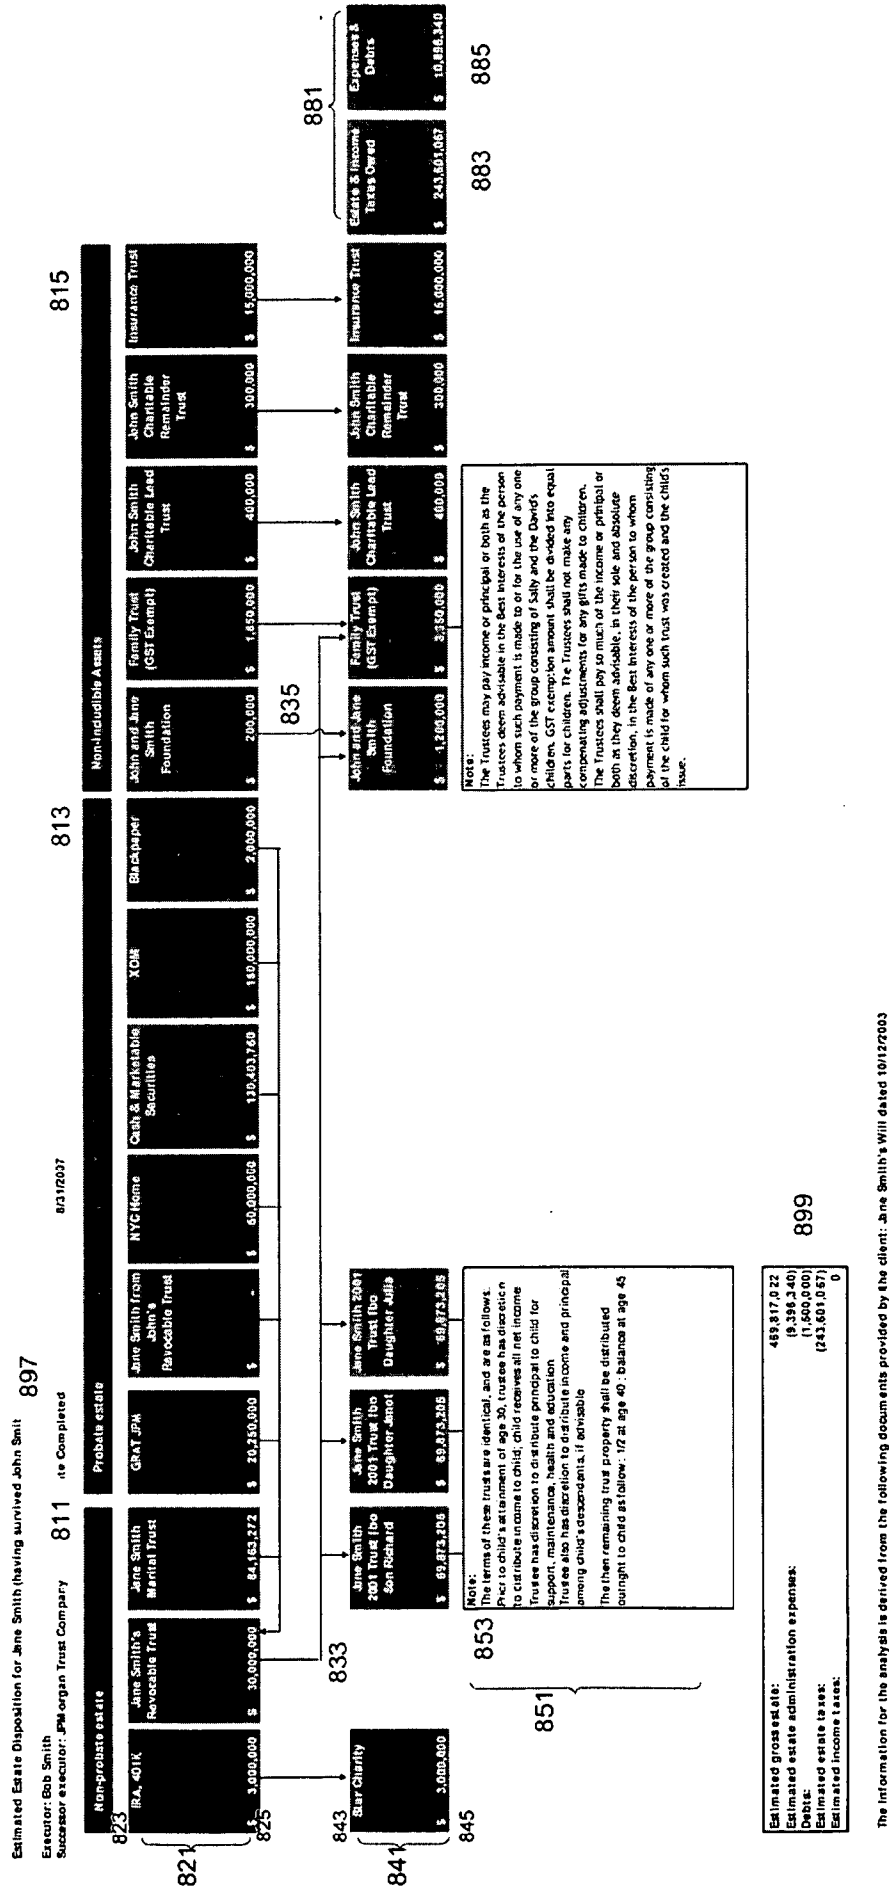 Estimated Estate Disposition for Jane Smith (having survived John Smit
897
Executor: Bob Smith
Successor executor: JPMorgan Trust Company
811
te Completed
8/31/2007
813
815
Non-probate estate
Probate estate
Non-includible Assets
823
821
825
IRA, 401K
$ 3,000,000
Jane Smith's
Revocable Trust
$ 30,000,000
Jane Smith
Marital Trust
$ 84,163,272
GRAT JPM
$ 20,250,000
Jane Smith from
John's
Revocable Trust
$ -
NYC Home
$ 60,000,000
Cash & Marketable
Securities
$ 130,403,760
XOM
$ 150,000,000
Blackpaper
$ 2,000,000
John and Jane
Smith
Foundation
$ 200,000
Family Trust
(GST Exempt)
$ 1,650,000
John Smith
Charitable Lead
Trust
$ 400,000
John Smith
Charitable
Remainder
Trust
$ 300,000
Insurance Trust
$ 15,000,000
833
835
881
843
841
845
Star Charity
$ 3,000,000
Jane Smith
2001 Trust fbo
Son Richard
$ 69,873,205
Jane Smith
2001 Trust fbo
Daughter Janet
$ 69,873,205
Jane Smith 2001
Trust fbo
Daughter Julia
$ 69,873,205
John and Jane
Smith
Foundation
$ 1,200,000
Family Trust
(GST Exempt)
$ 3,350,000
John Smith
Charitable Lead
Trust
$ 400,000
John Smith
Charitable
Remainder
Trust
$ 300,000
Insurance Trust
$ 15,000,000
Estate & Income
Taxes Owed
$ 243,601,067
Expenses &
Debts
$ 10,896,340
883
885
853
851
Note:
The terms of these trusts are identical, and are as follows.
Prior to child's attainment of age 30, trustee has discretion
to distribute income to child; child receives all net income
Trustee has discretion to distribute principal to child for
support, maintenance, health and education
Trustee also has discretion to distribute income and principal
among child's descendants, if advisable
The then remaining trust property shall be distributed
outright to child as follow: 1/2 at age 40 ; balance at age 45
Note:
The Trustees may pay income or principal or both as the
Trustees deem advisable in the Best Interests of the person
to whom such payment is made to or for the use of any one
or more of the group consisting of Sally and the David's
children. GST exemption amount shall be divided into equal
parts for children. The Trustees shall not make any
compenating adjustments for any gifts made to children.
The Trustees shall pay so much of the income or principal or
both as they deem advisable, in their sole and absolute
discretion, in the Best Interests of the person to whom
payment is made of any one or more of the group consisting
of the child for whom such trust was created and the child's
issue.
899
Estimated gross estate: 469,817,022
Estimated estate administration expenses: (9,396,340)
Debts: (1,500,000)
Estimated estate taxes: (243,601,067)
Estimated income taxes: 0
The information for the analysis is derived from the following documents provided by the client: Jane Smith's Will dated 10/12/2003